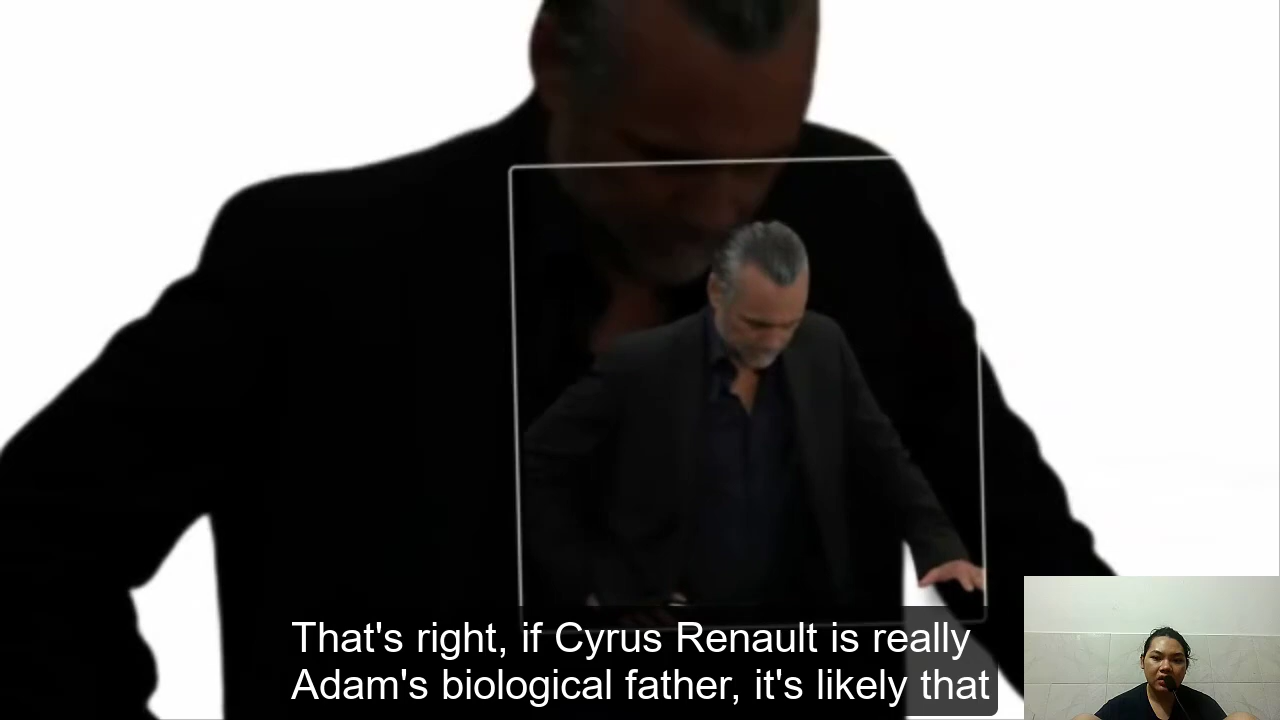 That's right, if Cyrus Renault is really
Adam's biological father, it's likely that